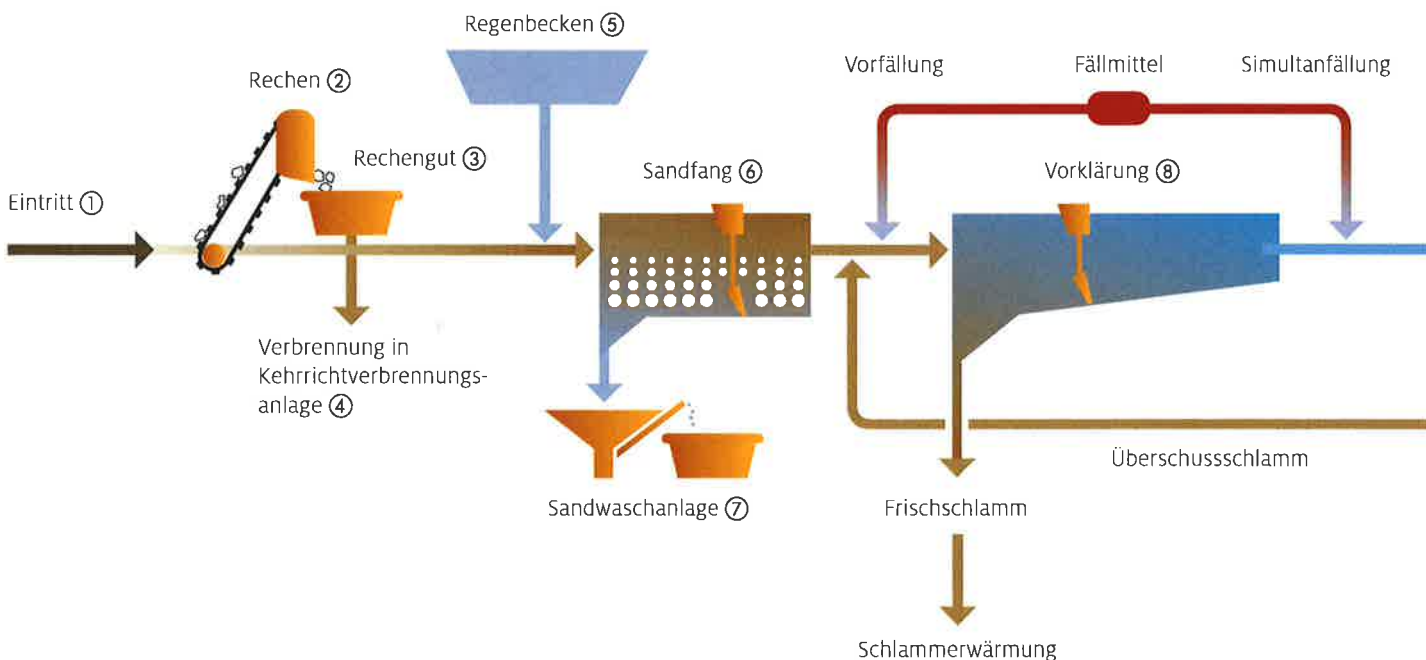 Regenbecken ⑤
Vorfällung
Fällmittel
Simultanfällung
Rechen ②
Rechengut ③
Sandfang ⑥
Vorklärung ⑧
Eintritt ①
Verbrennung in
Kehrrichtverbrennungs-
anlage ④
Überschussschlamm
Sandwaschanlage ⑦
Frischschlamm
Schlammerwärmung